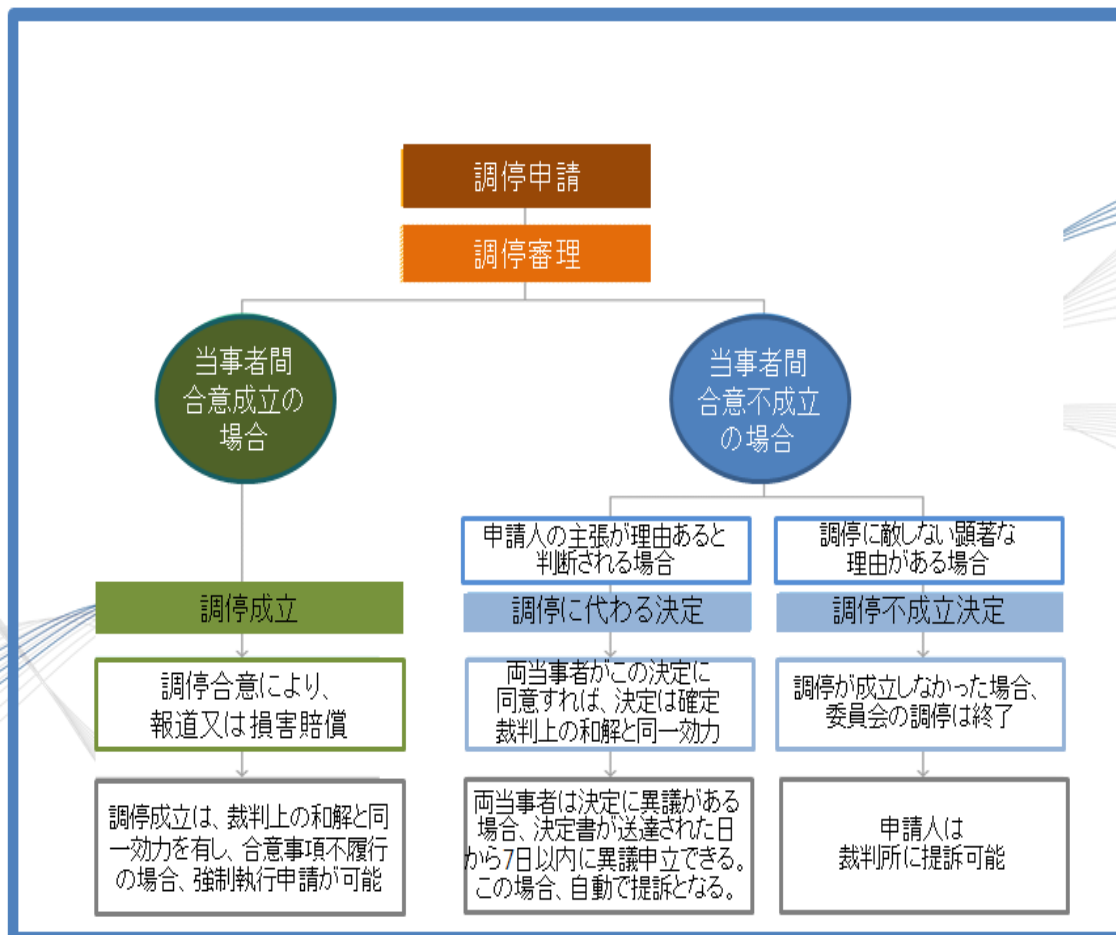 調停申請
調停審理
当事者間
合意成立の
場合
当事者間
合意不成立
の場合
申請人の主張が理由あると
判断される場合
調停に敵しない顕著な
理由がある場合
調停成立
調停に代わる決定
調停不成立決定
調停合意により、
報道又は損害賠償
両当事者がこの決定に
同意すれば、決定は確定
裁判上の和解と同一効力
調停が成立しなかった場合、
委員会の調停は終了
調停成立は、裁判上の和解と同
一効力を有し、合意事項不履行
の場合、強制執行申請が可能
両当事者は決定に異議がある
場合、決定書が送達された日
から7日以内に異議申立できる。
この場合、自動で提訴となる。
申請人は
裁判所に提訴可能